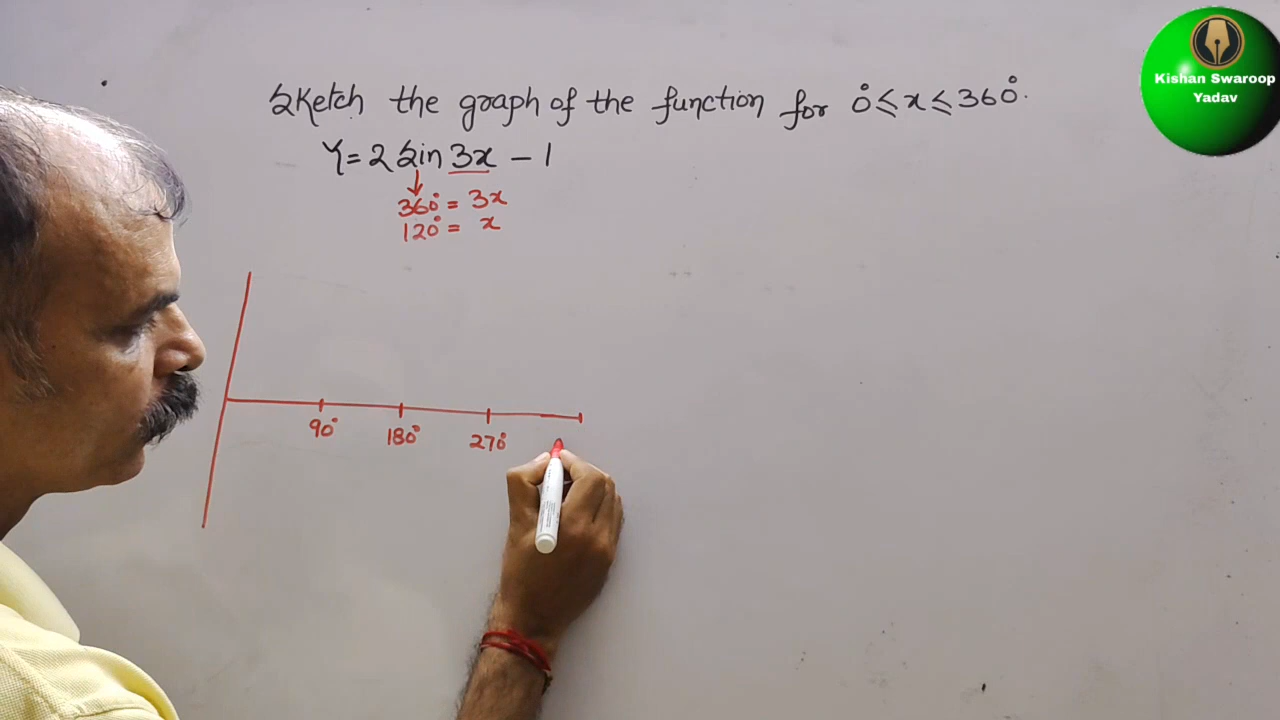 Sketch the graph of the function for 0° ≤ x ≤ 360°.
Y = 2 Sin 3x - 1
360° = 3x
120° = x
90° 180° 270°
Kishan Swaroop
Yadav